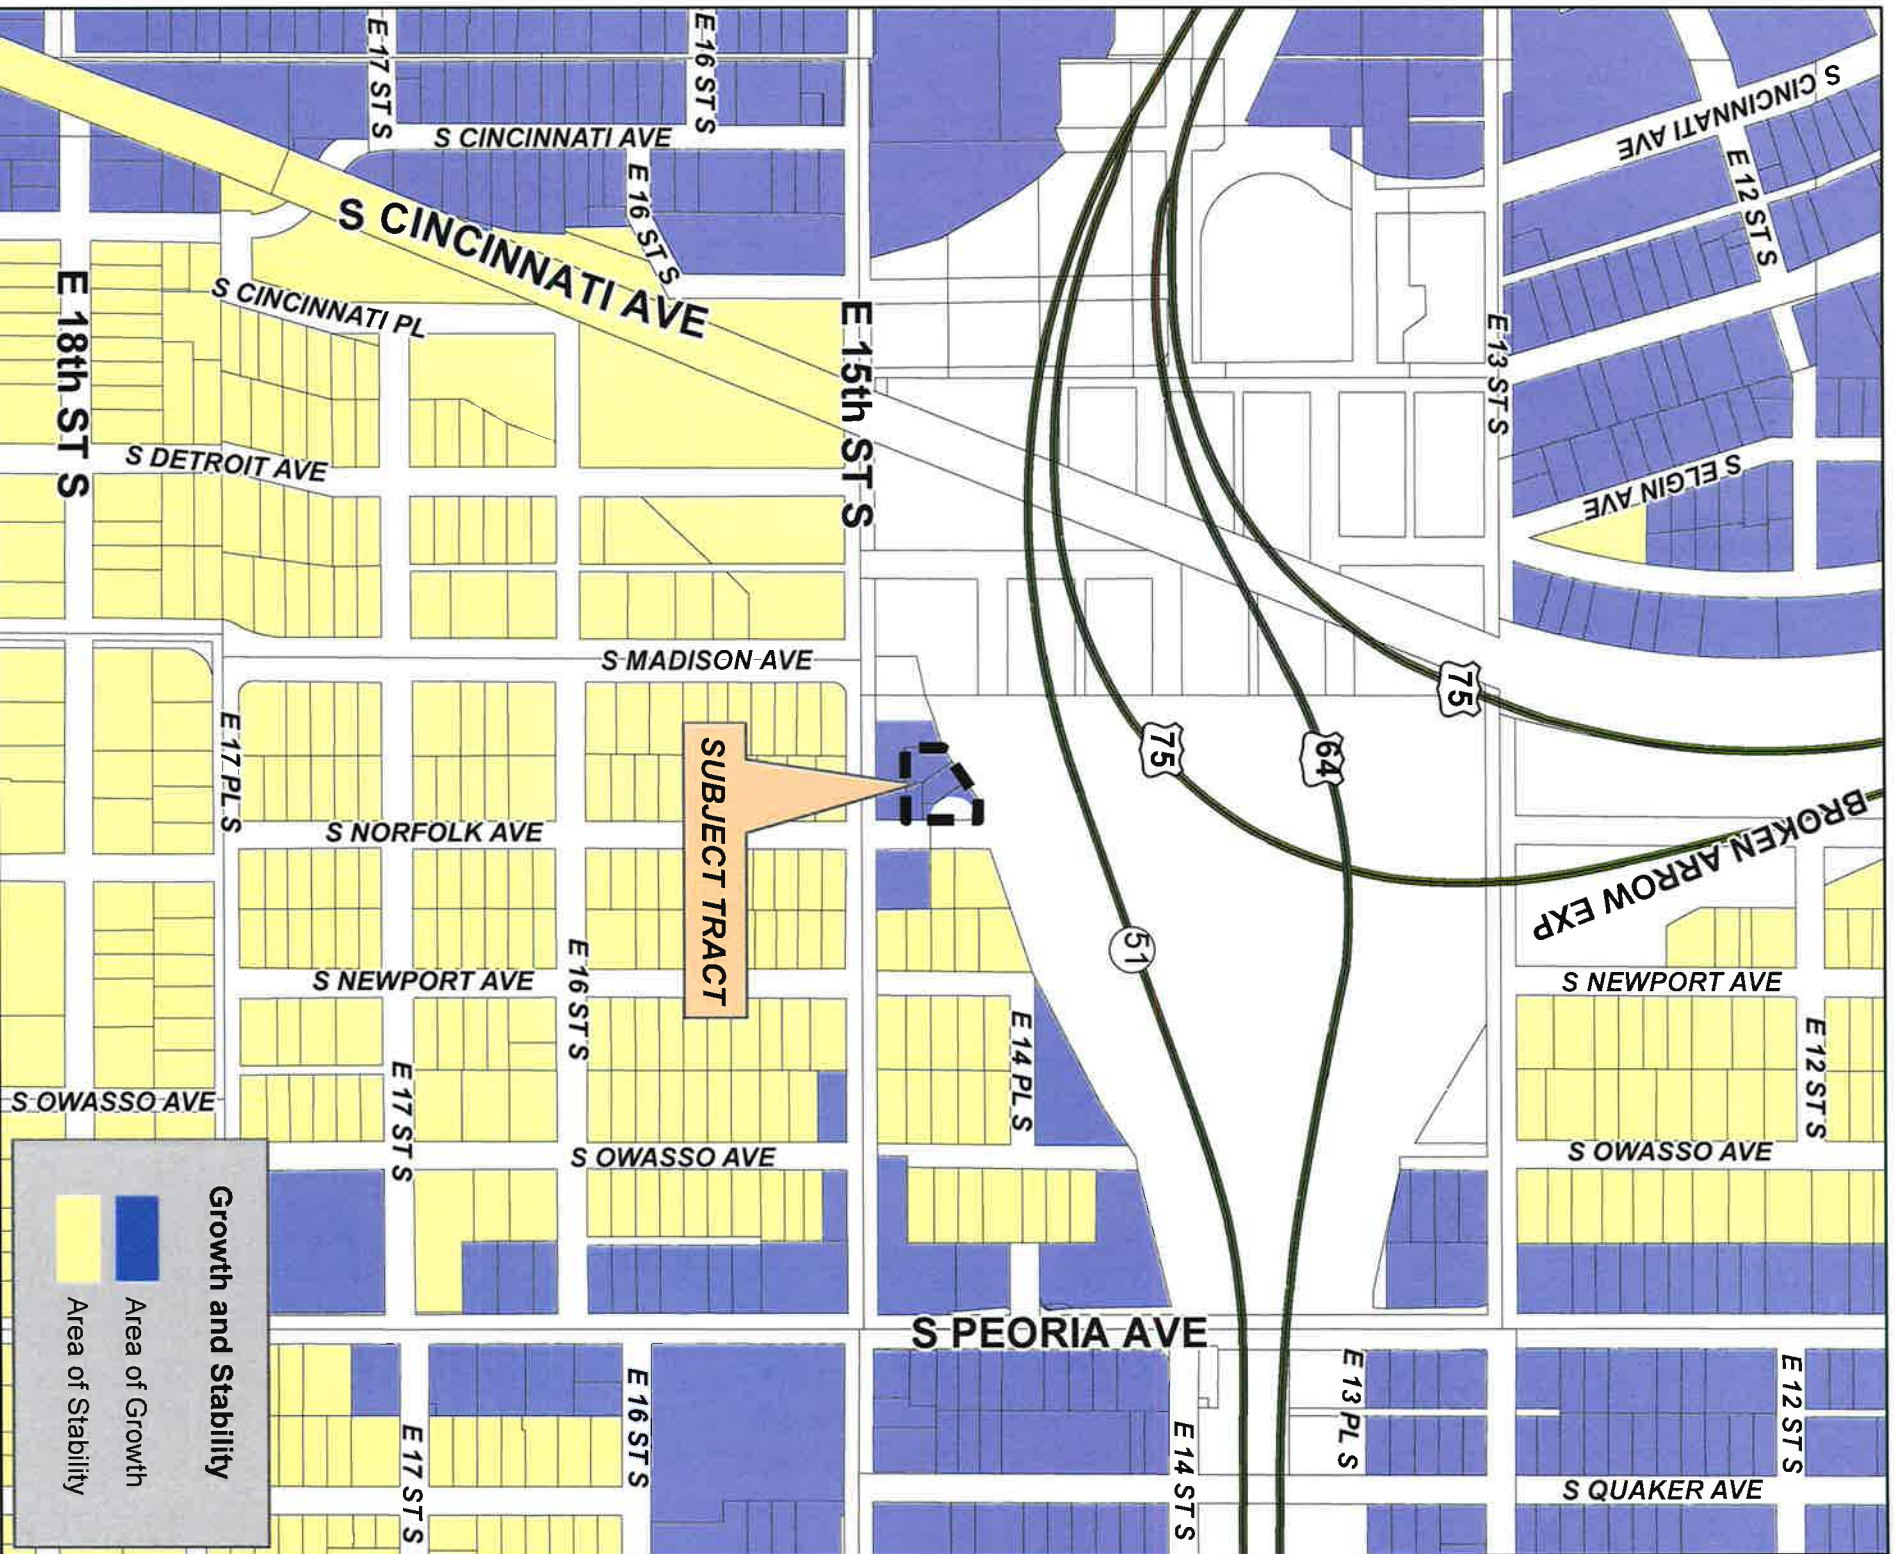 S CINCINNATI AVE
E 12 ST S
E 13 ST S
S ELGIN AVE
75
64
75
51
BROKEN ARROW EXP
S NEWPORT AVE
E 12 ST S
S OWASSO AVE
E 12 ST S
S QUAKER AVE
E 13 PL S
E 14 ST S
S PEORIA AVE
E 14 PL S
E 15th ST S
SUBJECT TRACT
E 16 ST S
E 17 ST S
S CINCINNATI AVE
E 16 ST S
S CINCINNATI AVE
S CINCINNATI PL
E 18th ST S
S DETROIT AVE
S MADISON AVE
E 17 PL S
S NORFOLK AVE
S NEWPORT AVE
E 16 ST S
E 17 ST S
S OWASSO AVE
S OWASSO AVE
E 16 ST S
E 17 ST S
Growth and Stability
Area of Growth
Area of Stability